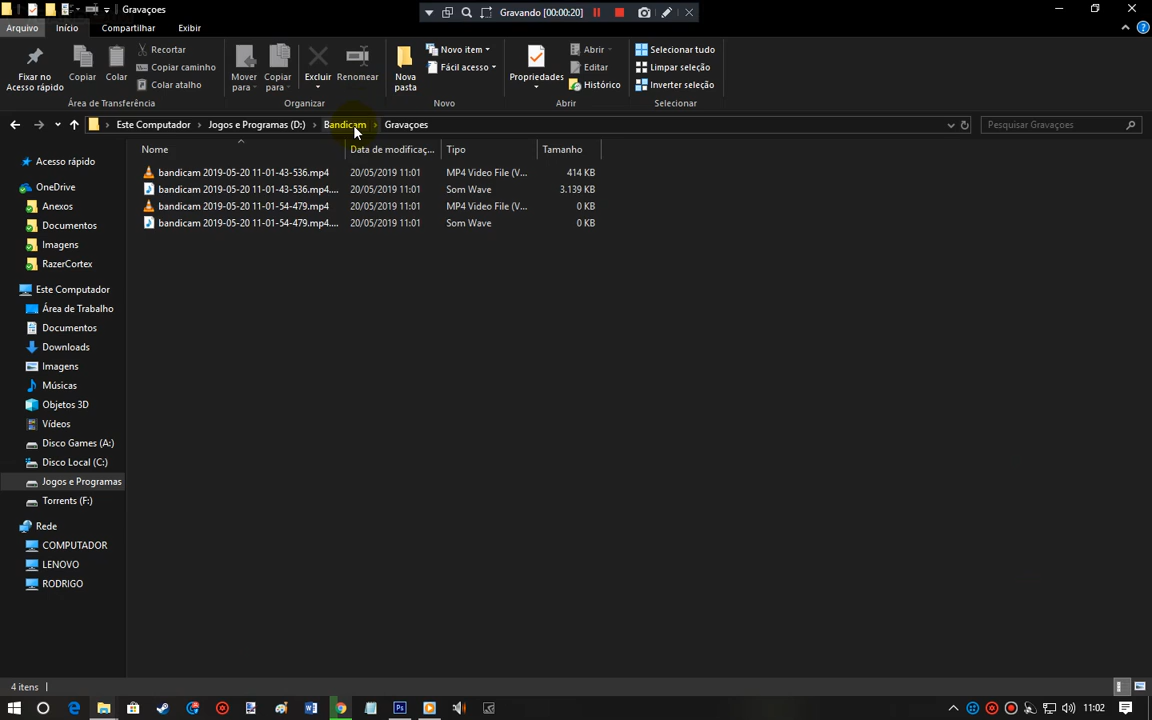 Gravaçoes
Gravando [00:00:20]
Arquivo Início Compartilhar Exibir
Fixar no Acesso rápido
Copiar
Colar
Recortar
Copiar caminho
Colar atalho
Área de Transferência
Mover para
Copiar para
Excluir
Renomear
Organizar
Nova pasta
Novo item
Fácil acesso
Novo
Propriedades
Abrir
Editar
Histórico
Abrir
Selecionar tudo
Limpar seleção
Inverter seleção
Selecionar
Este Computador > Jogos e Programas (D:) > Bandicam > Gravaçoes
Pesquisar Gravaçoes
Nome Data de modificaç... Tipo Tamanho
bandicam 2019-05-20 11-01-43-536.mp4 20/05/2019 11:01 MP4 Video File (V... 414 KB
bandicam 2019-05-20 11-01-43-536.mp4.... 20/05/2019 11:01 Som Wave 3.139 KB
bandicam 2019-05-20 11-01-54-479.mp4 20/05/2019 11:01 MP4 Video File (V... 0 KB
bandicam 2019-05-20 11-01-54-479.mp4.... 20/05/2019 11:01 Som Wave 0 KB
Acesso rápido
OneDrive
Anexos
Documentos
Imagens
RazerCortex
Este Computador
Área de Trabalho
Documentos
Downloads
Imagens
Músicas
Objetos 3D
Vídeos
Disco Games (A:)
Disco Local (C:)
Jogos e Programas
Torrents (F:)
Rede
COMPUTADOR
LENOVO
RODRIGO
4 itens
11:02